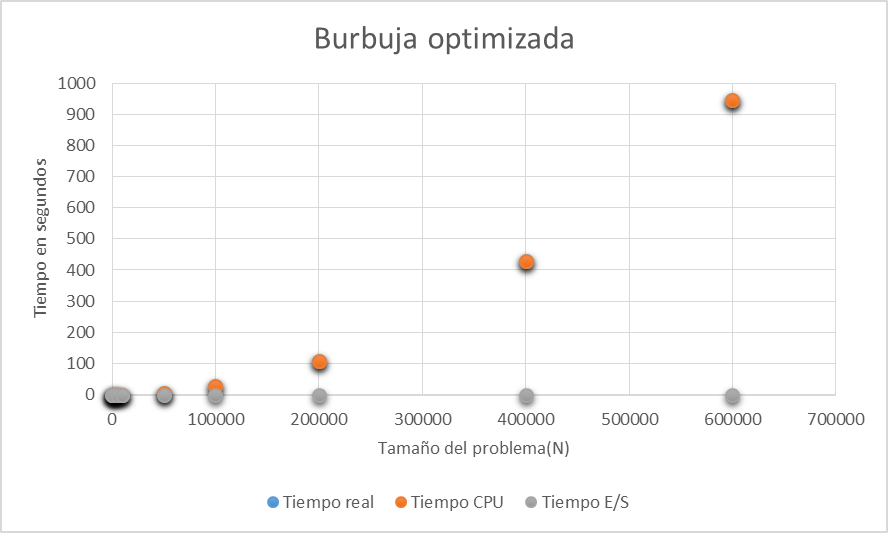 Burbuja optimizada
1000
900
800
700
600
500
400
300
200
100
0
Tiempo en segundos
0 100000 200000 300000 400000 500000 600000 700000
Tamaño del problema(N)
Tiempo real Tiempo CPU Tiempo E/S